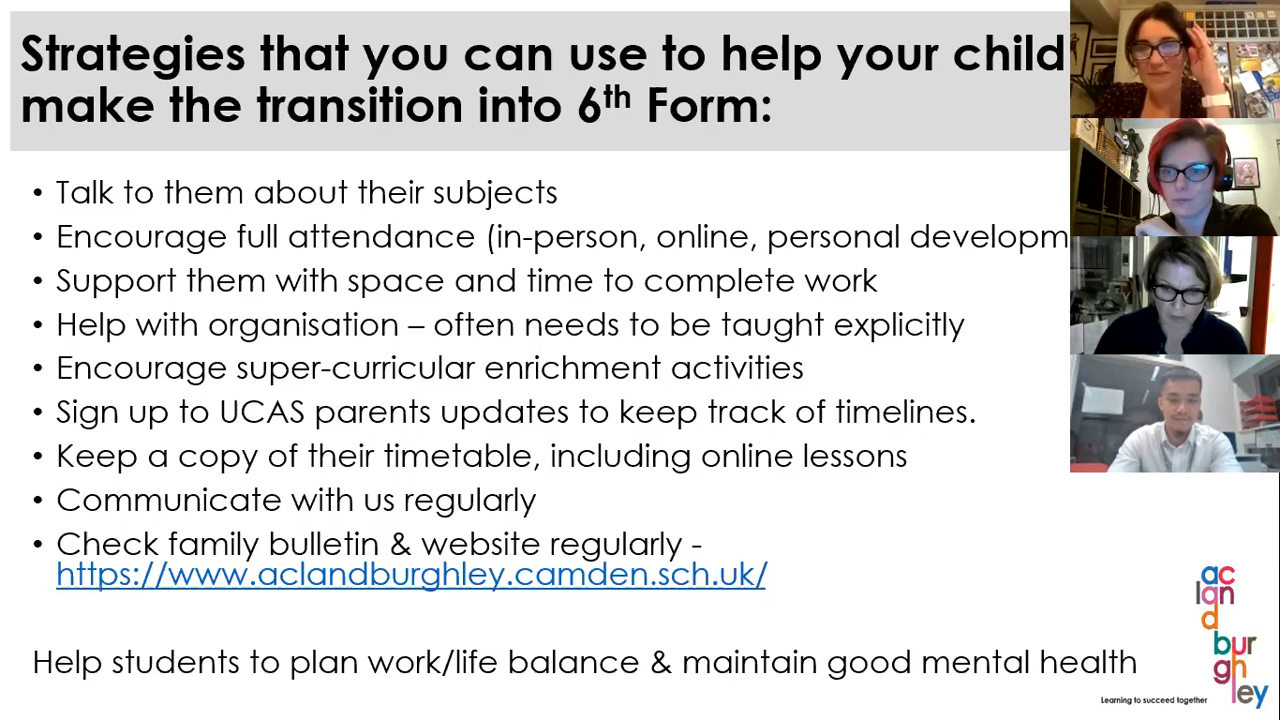 Strategies that you can use to help your child
make the transition into 6th Form:
• Talk to them about their subjects
• Encourage full attendance (in-person, online, personal developm
• Support them with space and time to complete work
• Help with organisation – often needs to be taught explicitly
• Encourage super-curricular enrichment activities
• Sign up to UCAS parents updates to keep track of timelines.
• Keep a copy of their timetable, including online lessons
• Communicate with us regularly
• Check family bulletin & website regularly -
https://www.aclandburghley.camden.sch.uk/
Help students to plan work/life balance & maintain good mental health
ac
lan
d
bur
gh
ley
Learning to succeed together